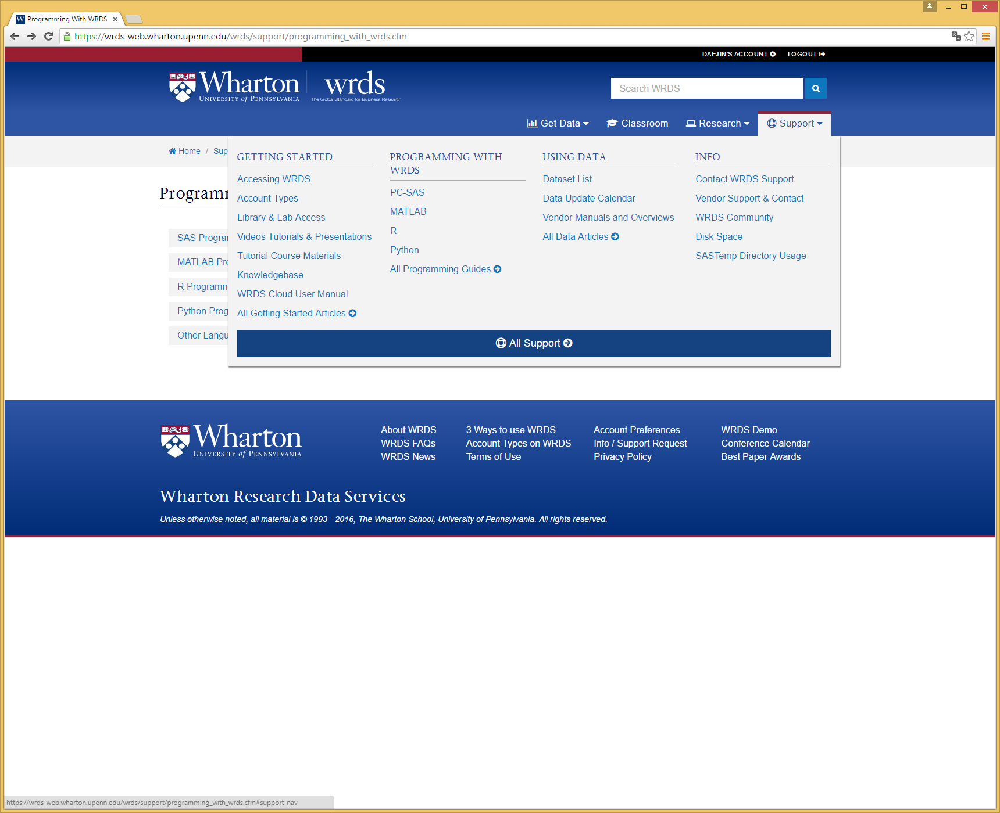 Programming With WRDS
https://wrds-web.wharton.upenn.edu/wrds/support/programming_with_wrds.cfm
DAEJIN'S ACCOUNT LOGOUT
Wharton
UNIVERSITY of PENNSYLVANIA
wrds
The Global Standard for Business Research
Search WRDS
Get Data Classroom Research Support
Home / Sup
Programm
SAS Progra
MATLAB Pro
R Programm
Python Prog
Other Langu
GETTING STARTED
Accessing WRDS
Account Types
Library & Lab Access
Videos Tutorials & Presentations
Tutorial Course Materials
Knowledgebase
WRDS Cloud User Manual
All Getting Started Articles
PROGRAMMING WITH
WRDS
PC-SAS
MATLAB
R
Python
All Programming Guides
USING DATA
Dataset List
Data Update Calendar
Vendor Manuals and Overviews
All Data Articles
INFO
Contact WRDS Support
Vendor Support & Contact
WRDS Community
Disk Space
SASTemp Directory Usage
All Support
Wharton
UNIVERSITY of PENNSYLVANIA
About WRDS
WRDS FAQs
WRDS News
3 Ways to use WRDS
Account Types on WRDS
Terms of Use
Account Preferences
Info / Support Request
Privacy Policy
WRDS Demo
Conference Calendar
Best Paper Awards
Wharton Research Data Services
Unless otherwise noted, all material is © 1993 - 2016, The Wharton School, University of Pennsylvania. All rights reserved.
https://wrds-web.wharton.upenn.edu/wrds/support/programming_with_wrds.cfm#support-nav